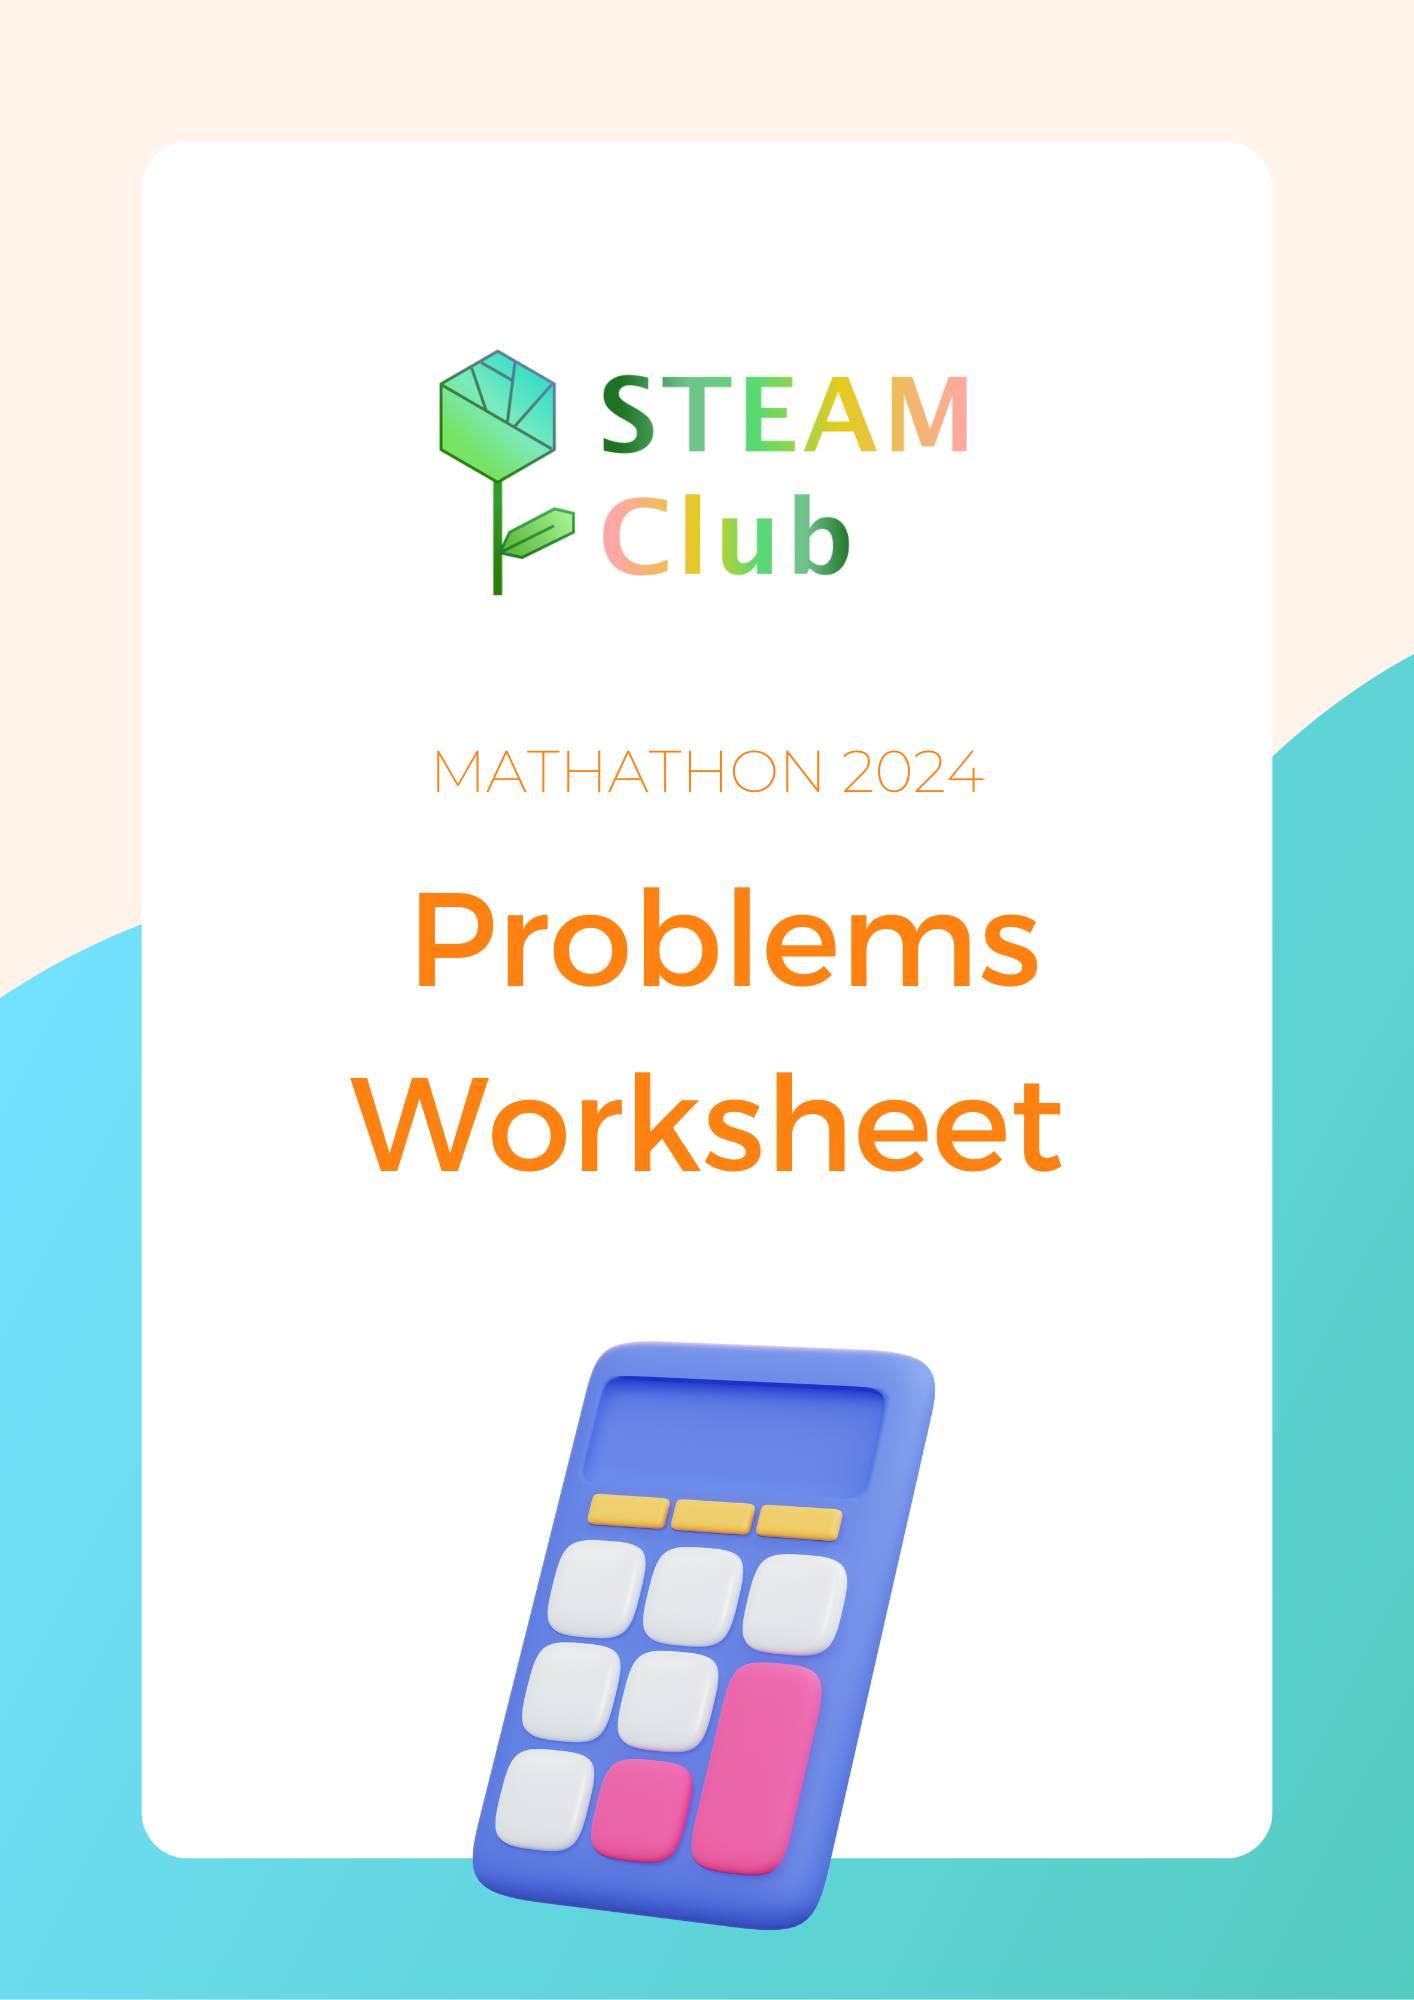 STEAM
Club
MATHATHON 2024
Problems
Worksheet